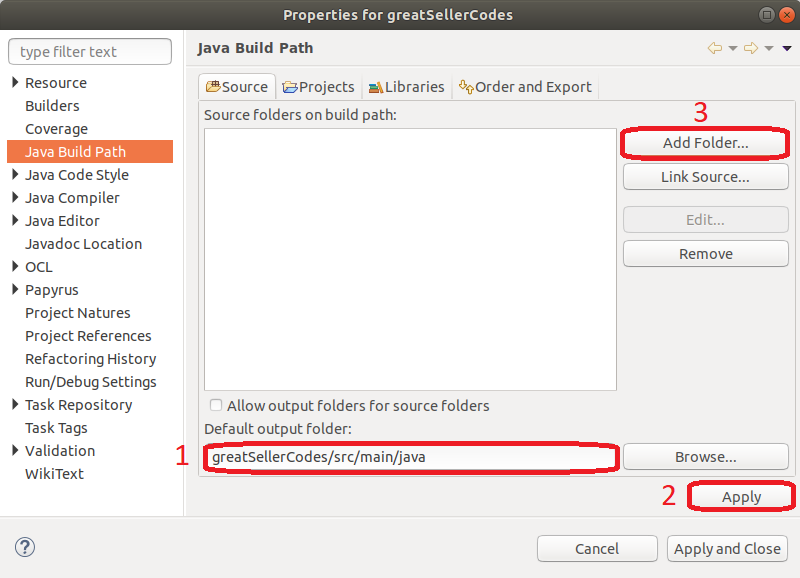 Properties for greatSellerCodes
type filter text
Resource
Builders
Coverage
Java Build Path
Java Code Style
Java Compiler
Java Editor
Javadoc Location
OCL
Papyrus
Project Natures
Project References
Refactoring History
Run/Debug Settings
Task Repository
Task Tags
Validation
WikiText
Java Build Path
Source Projects Libraries Order and Export
Source folders on build path:
3
Add Folder...
Link Source...
Edit...
Remove
Allow output folders for source folders
Default output folder:
1 greatSellerCodes/src/main/java Browse...
2 Apply
? Cancel Apply and Close